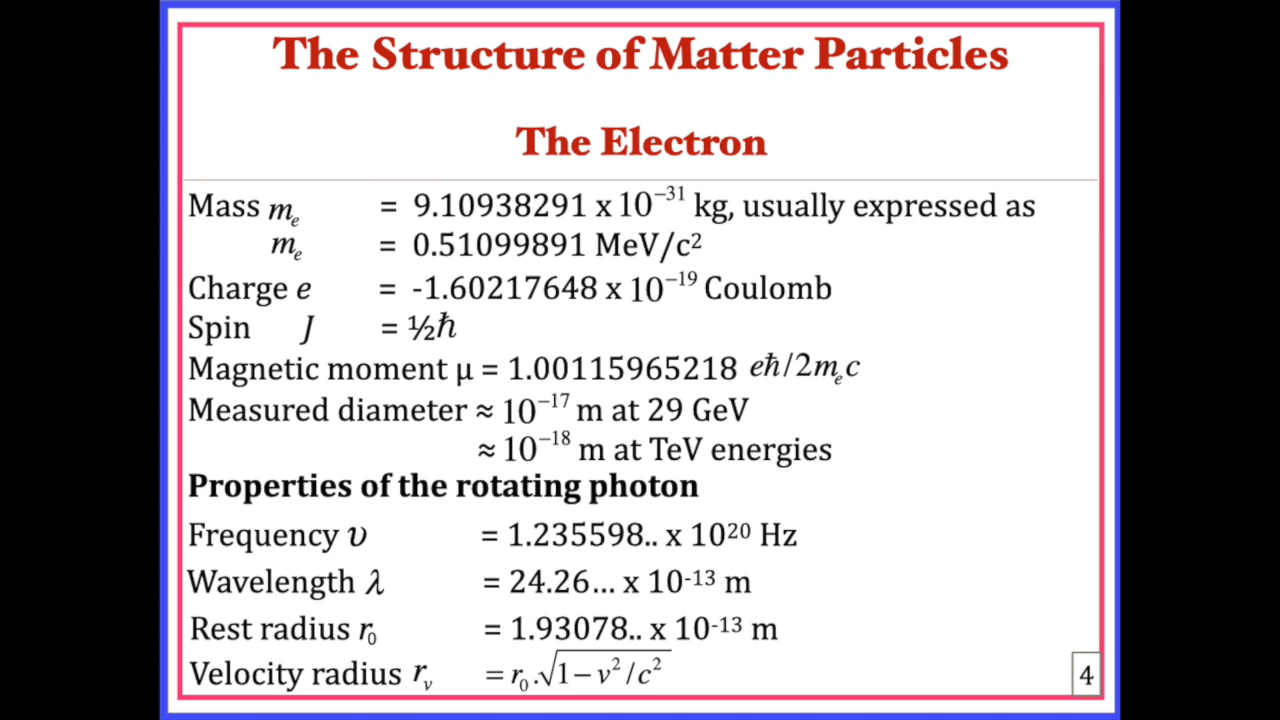 The Structure of Matter Particles
The Electron
Mass mₑ = 9.10938291 x 10⁻³¹ kg, usually expressed as
mₑ = 0.51099891 MeV/c²
Charge e = -1.60217648 x 10⁻¹⁹ Coulomb
Spin J = ½ℏ
Magnetic moment µ = 1.00115965218 eℏ/2mₑc
Measured diameter ≈ 10⁻¹⁷ m at 29 GeV
≈ 10⁻¹⁸ m at TeV energies
Properties of the rotating photon
Frequency υ = 1.235598.. x 10²⁰ Hz
Wavelength λ = 24.26... x 10⁻¹³ m
Rest radius r₀ = 1.93078.. x 10⁻¹³ m
Velocity radius rᵥ = r₀.√1−v²/c²
4